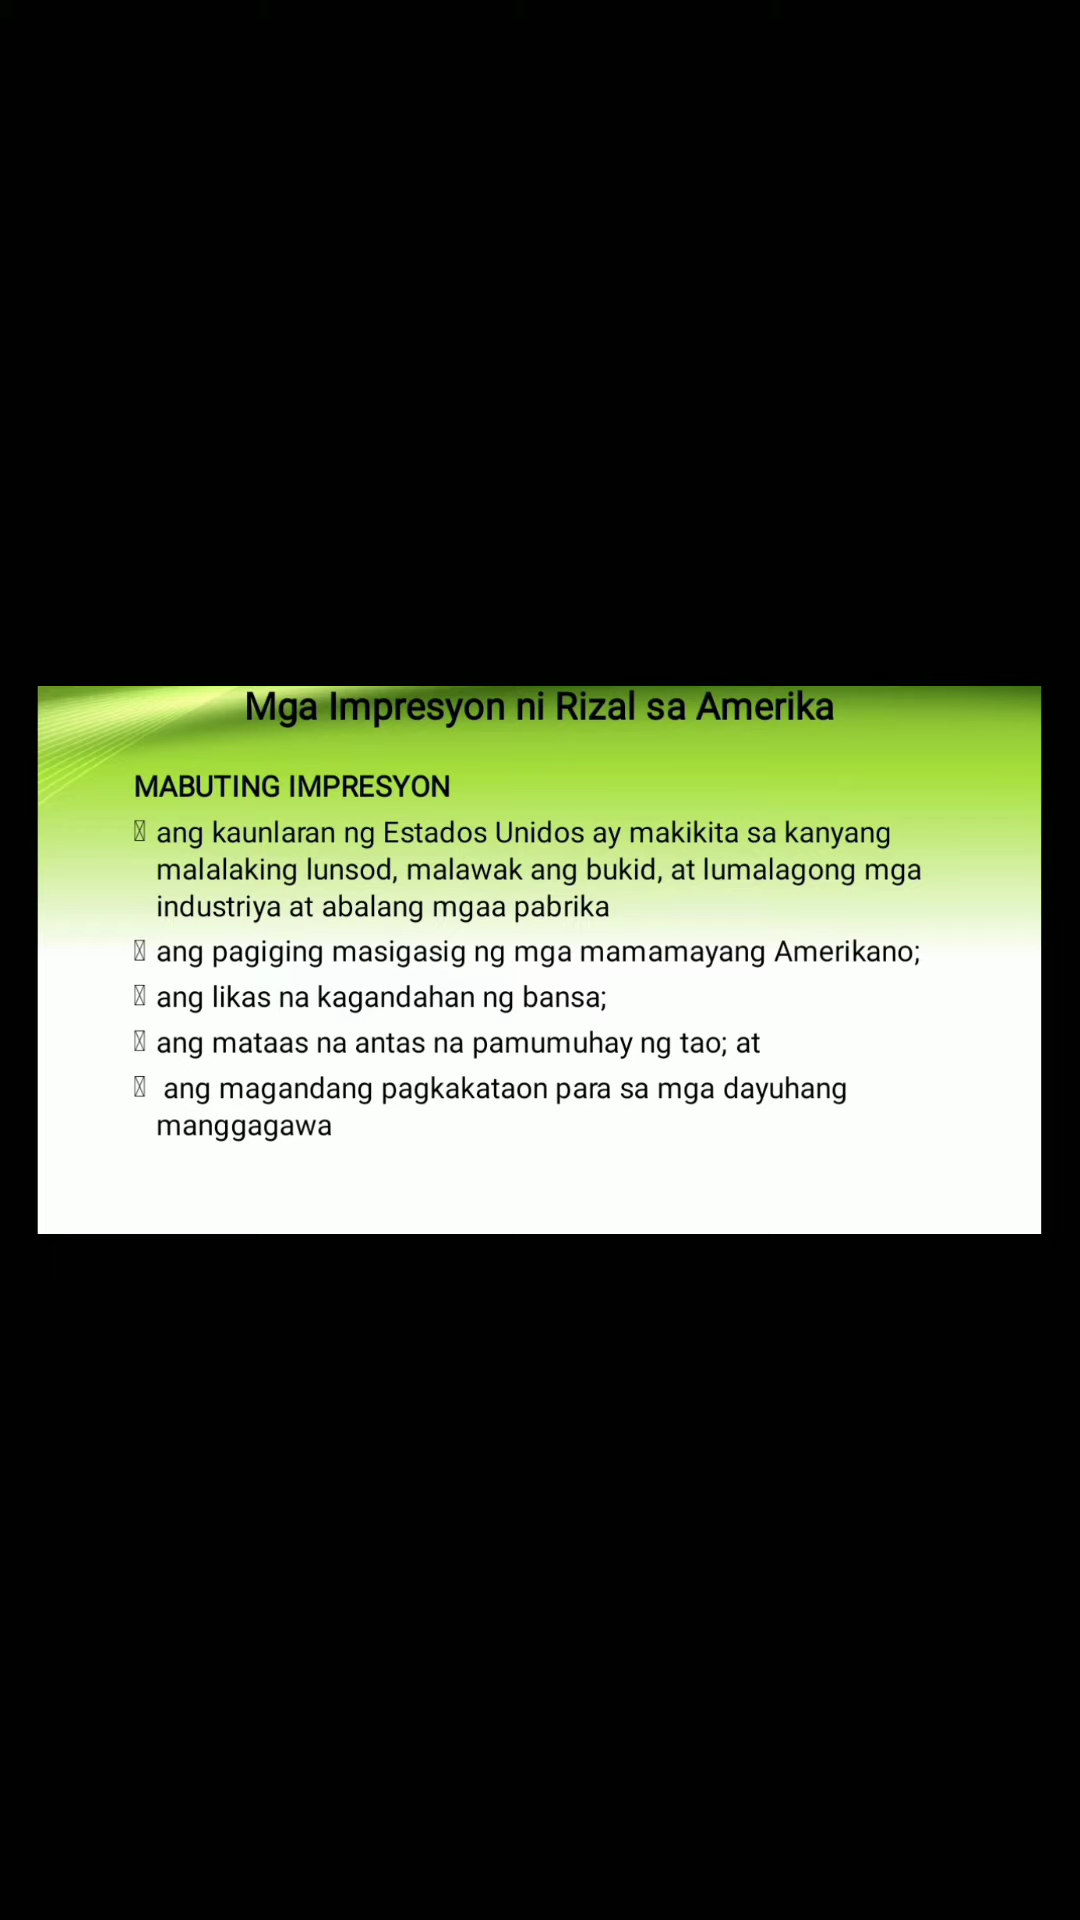 Mga Impresyon ni Rizal sa Amerika
MABUTING IMPRESYON
ang kaunlaran ng Estados Unidos ay makikita sa kanyang
malalaking lunsod, malawak ang bukid, at lumalagong mga
industriya at abalang mgaa pabrika
ang pagiging masigasig ng mga mamamayang Amerikano;
ang likas na kagandahan ng bansa;
ang mataas na antas na pamumuhay ng tao; at
ang magandang pagkakataon para sa mga dayuhang
manggagawa